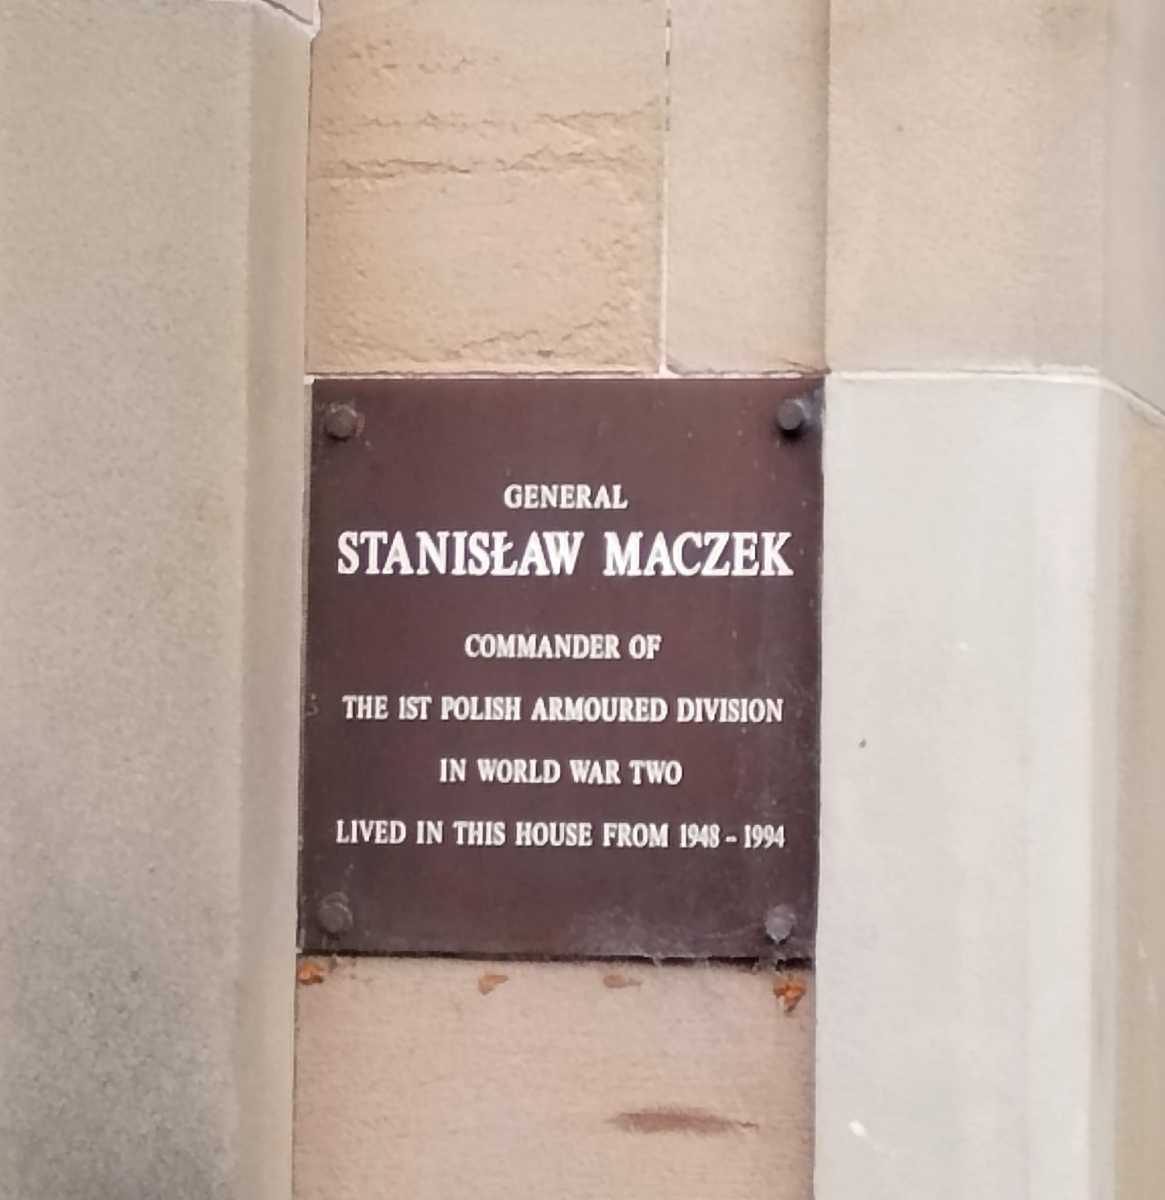 GENERAL
STANISŁAW MACZEK
COMMANDER OF
THE 1ST POLISH ARMOURED DIVISION
IN WORLD WAR TWO
LIVED IN THIS HOUSE FROM 1948 - 1994